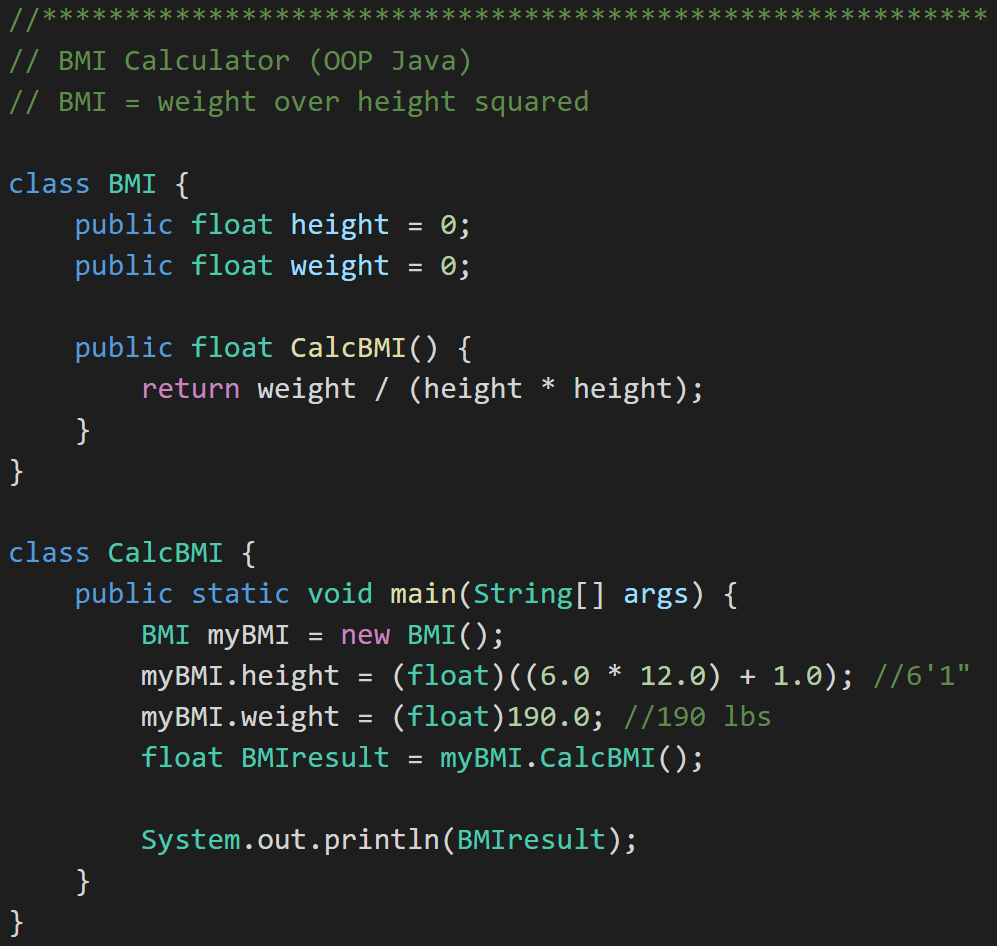 //*********************************************************
// BMI Calculator (OOP Java)
// BMI = weight over height squared
class BMI {
    public float height = 0;
    public float weight = 0;
    public float CalcBMI() {
        return weight / (height * height);
    }
}
class CalcBMI {
    public static void main(String[] args) {
        BMI myBMI = new BMI();
        myBMI.height = (float)((6.0 * 12.0) + 1.0); //6'1"
        myBMI.weight = (float)190.0; //190 lbs
        float BMIresult = myBMI.CalcBMI();
        System.out.println(BMIresult);
    }
}